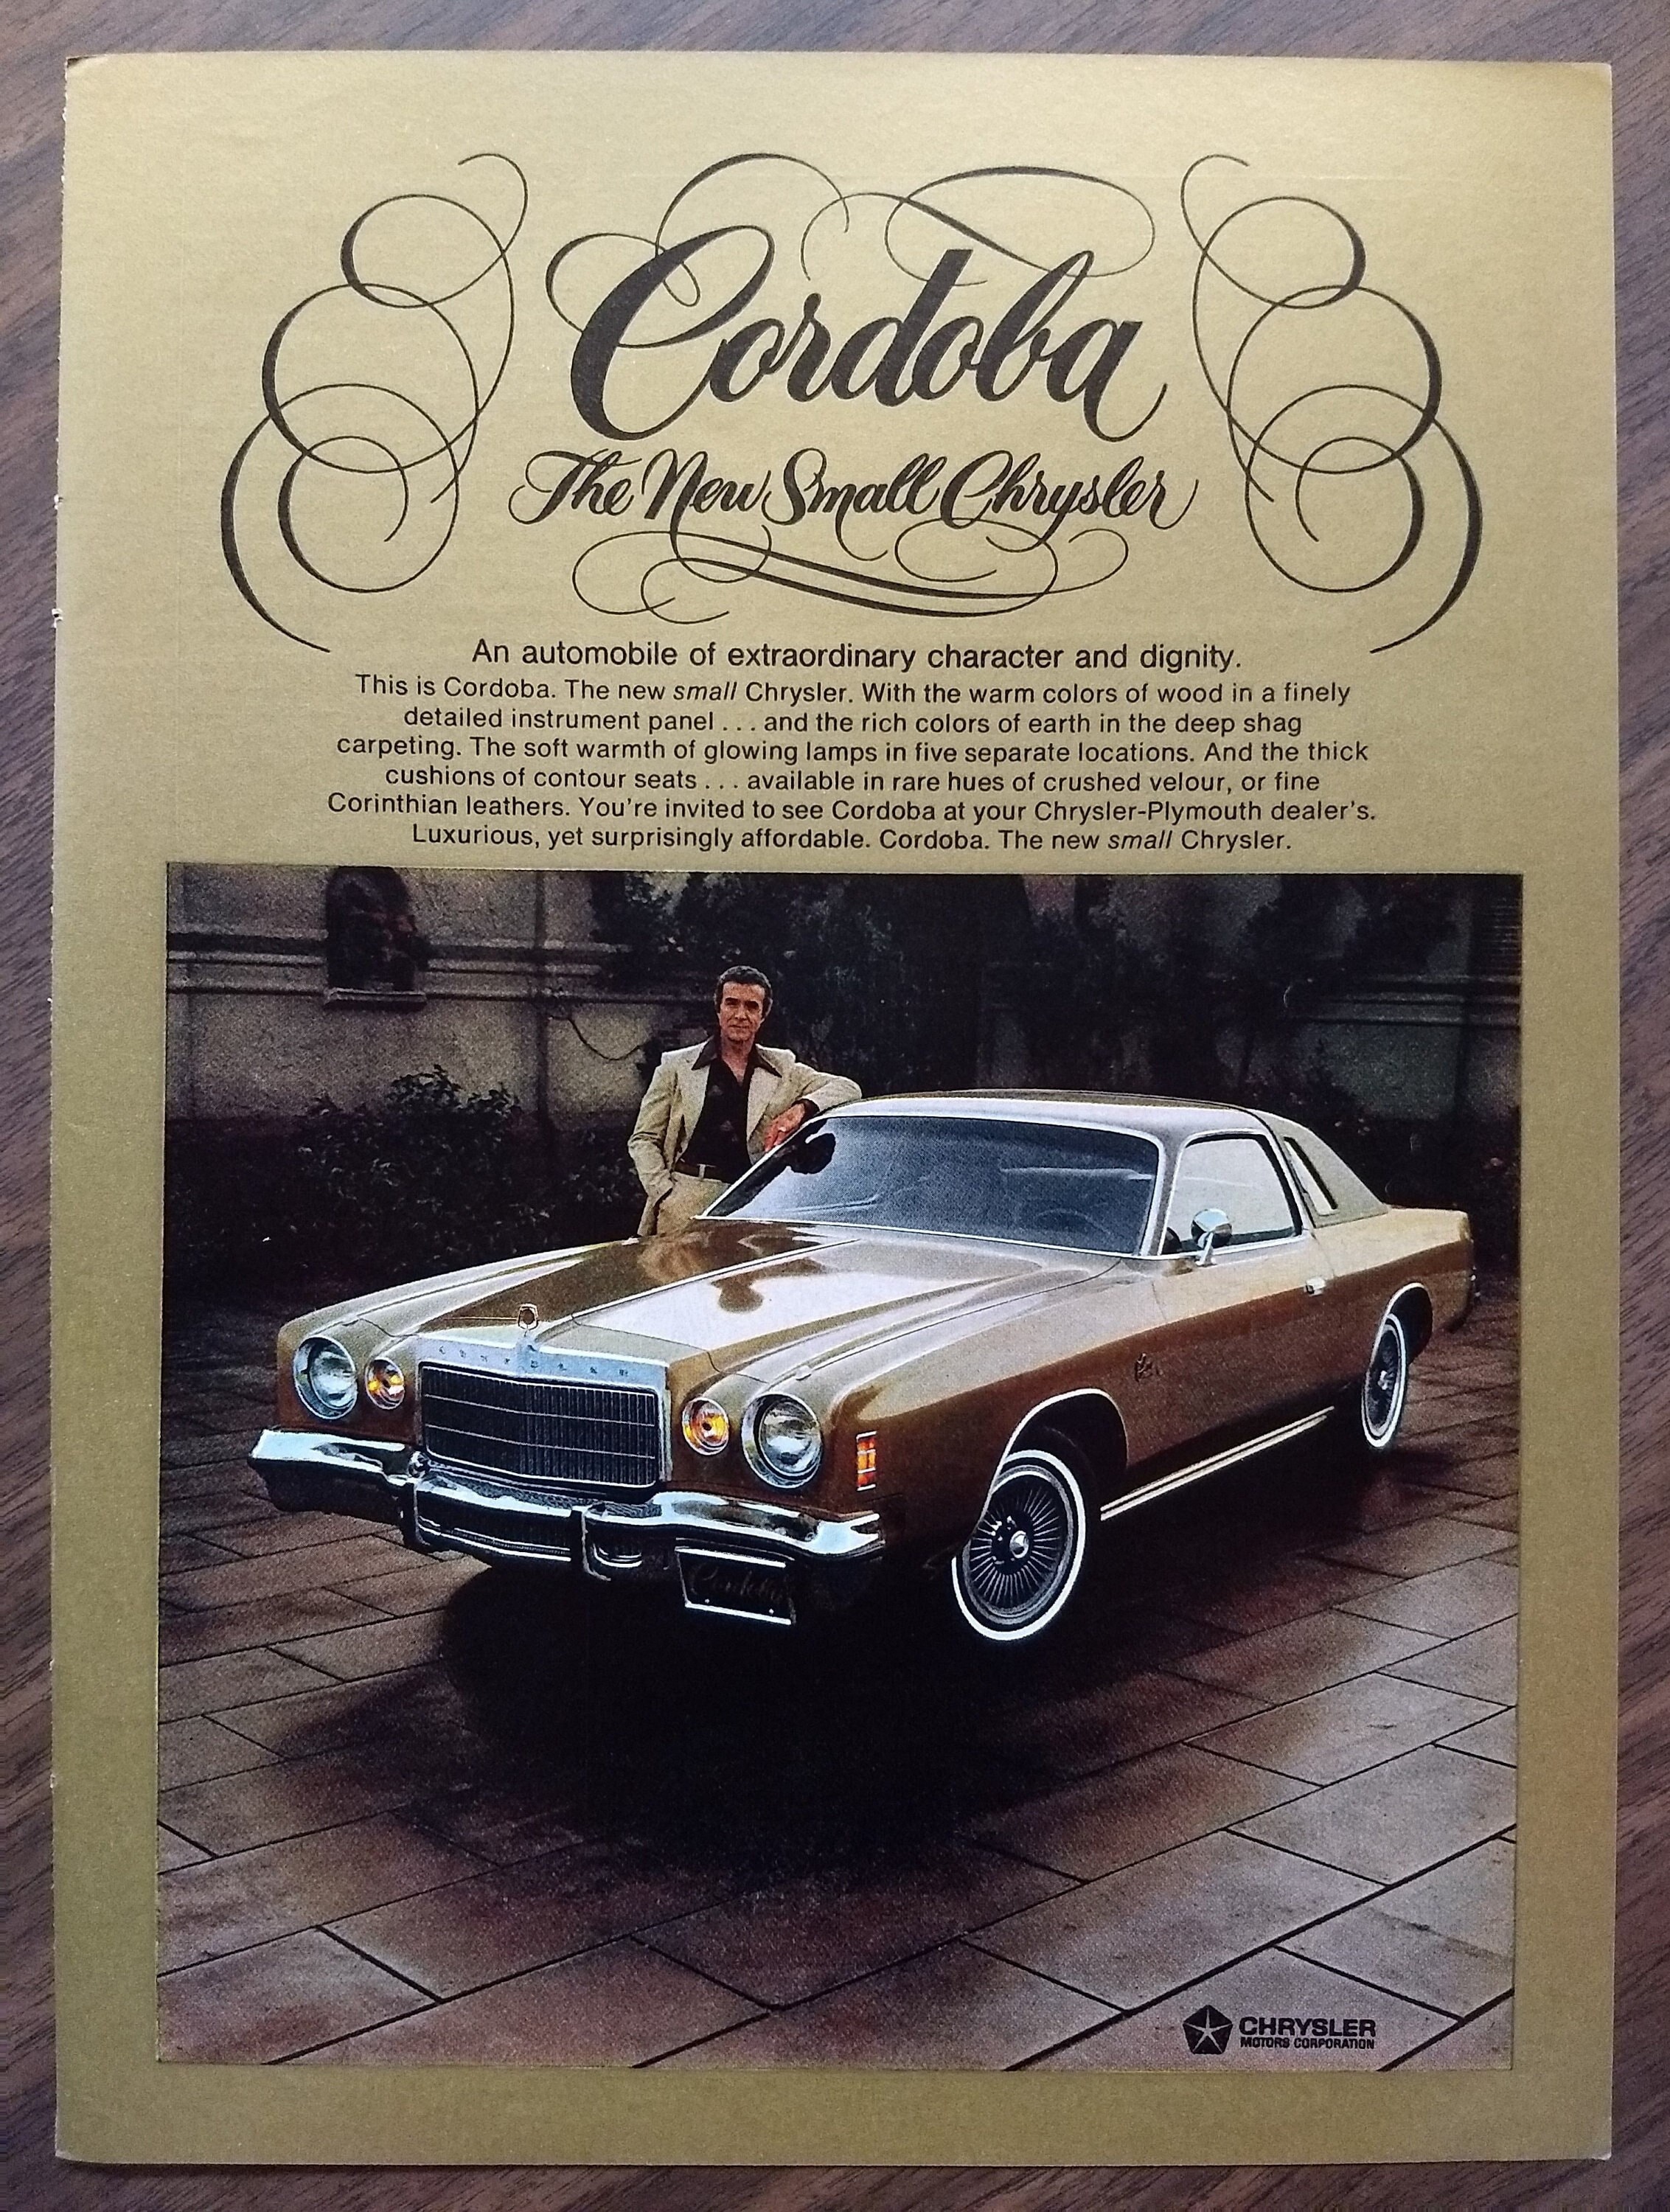 Cordoba
The New Small Chrysler
An automobile of extraordinary character and dignity.
This is Cordoba. The new small Chrysler. With the warm colors of wood in a finely
detailed instrument panel . . . and the rich colors of earth in the deep shag
carpeting. The soft warmth of glowing lamps in five separate locations. And the thick
cushions of contour seats . . . available in rare hues of crushed velour, or fine
Corinthian leathers. You're invited to see Cordoba at your Chrysler-Plymouth dealer's.
Luxurious, yet surprisingly affordable. Cordoba. The new small Chrysler.
CHRYSLER
Cordoba
CHRYSLER
MOTORS CORPORATION